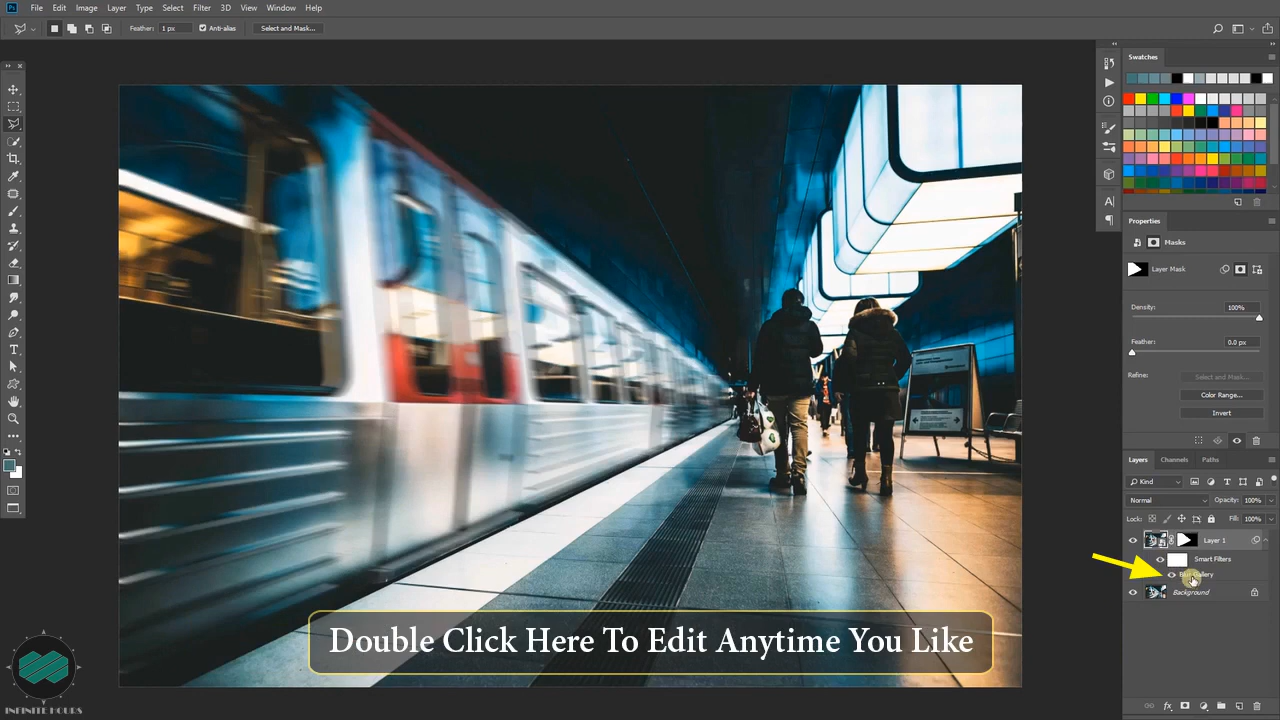 Ps File Edit Image Layer Type Select Filter 3D View Window Help
Feather: 1 px Anti-alias Select and Mask...
Swatches
Properties
Masks
Layer Mask
Density: 100%
Feather: 0.0 px
Refine: Select and Mask...
Color Range...
Invert
Layers Channels Paths
Kind
Normal Opacity: 100%
Lock: Fill: 100%
Layer 1
Smart Filters
Blur Gallery
Background
Double Click Here To Edit Anytime You Like
INFINITE HOURS